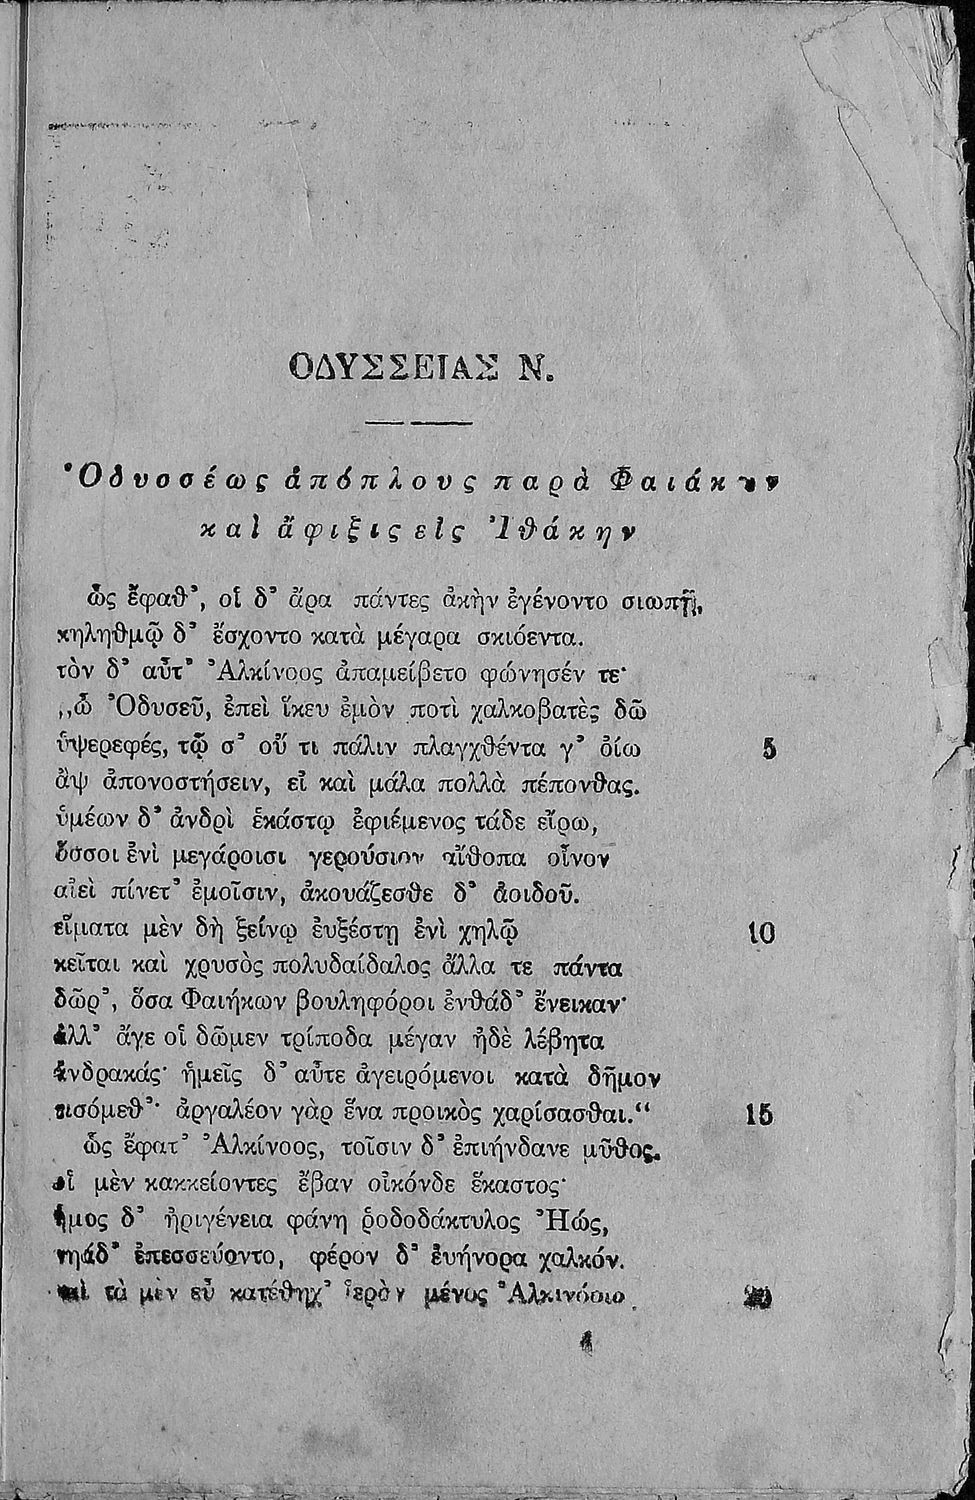 ΟΔΥΣΣΕΙΑΣ Ν.
Ὀδυσσέως ἀπόπλους παρὰ Φαιάκων
καὶ ἄφιξις εἰς Ἰθάκην
ὣς ἔφαθ’, οἱ δ’ ἄρα πάντες ἀκὴν ἐγένοντο σιωπῇ,
κηληθμῷ δ’ ἔσχοντο κατὰ μέγαρα σκιόεντα.
τὸν δ’ αὖτ’ Ἀλκίνοος ἀπαμείβετο φώνησέν τε·
„ὦ Ὀδυσεῦ, ἐπεὶ ἵκευ ἐμὸν ποτὶ χαλκοβατὲς δῶ
ὑψερεφές, τῷ σ’ οὔ τι πάλιν πλαγχθέντα γ’ ὀίω 5
ἂψ ἀπονοστήσειν, εἰ καὶ μάλα πολλὰ πέπονθας.
ὑμέων δ’ ἀνδρὶ ἑκάστῳ ἐφιέμενος τάδε εἴρω,
ὅσσοι ἐνὶ μεγάροισι γερούσιον αἴθοπα οἶνον
αἰεὶ πίνετ’ ἐμοῖσιν, ἀκουάζεσθε δ’ ἀοιδοῦ.
εἵματα μὲν δὴ ξείνῳ ἐυξέστῃ ἐνὶ χηλῷ 10
κεῖται καὶ χρυσὸς πολυδαίδαλος ἄλλα τε πάντα
δῶρ’, ὅσα Φαιήκων βουληφόροι ἐνθάδ’ ἔνεικαν·
ἀλλ’ ἄγε οἱ δῶμεν τρίποδα μέγαν ἠδὲ λέβητα
ἀνδρακάς· ἡμεῖς δ’ αὖτε ἀγειρόμενοι κατὰ δῆμον
τισόμεθ’· ἀργαλέον γὰρ ἕνα προικὸς χαρίσασθαι.“ 15
ὣς ἔφατ’ Ἀλκίνοος, τοῖσιν δ’ ἐπιήνδανε μῦθος.
οἱ μὲν κακκείοντες ἔβαν οἰκόνδε ἕκαστος·
ἦμος δ’ ἠριγένεια φάνη ῥοδοδάκτυλος Ἠώς,
νηάδ’ ἐπεσσεύοντο, φέρον δ’ ἐυήνορα χαλκόν.
καὶ τὰ μὲν εὖ κατέθηχ’ ἱερὸν μένος Ἀλκινόοιο 20